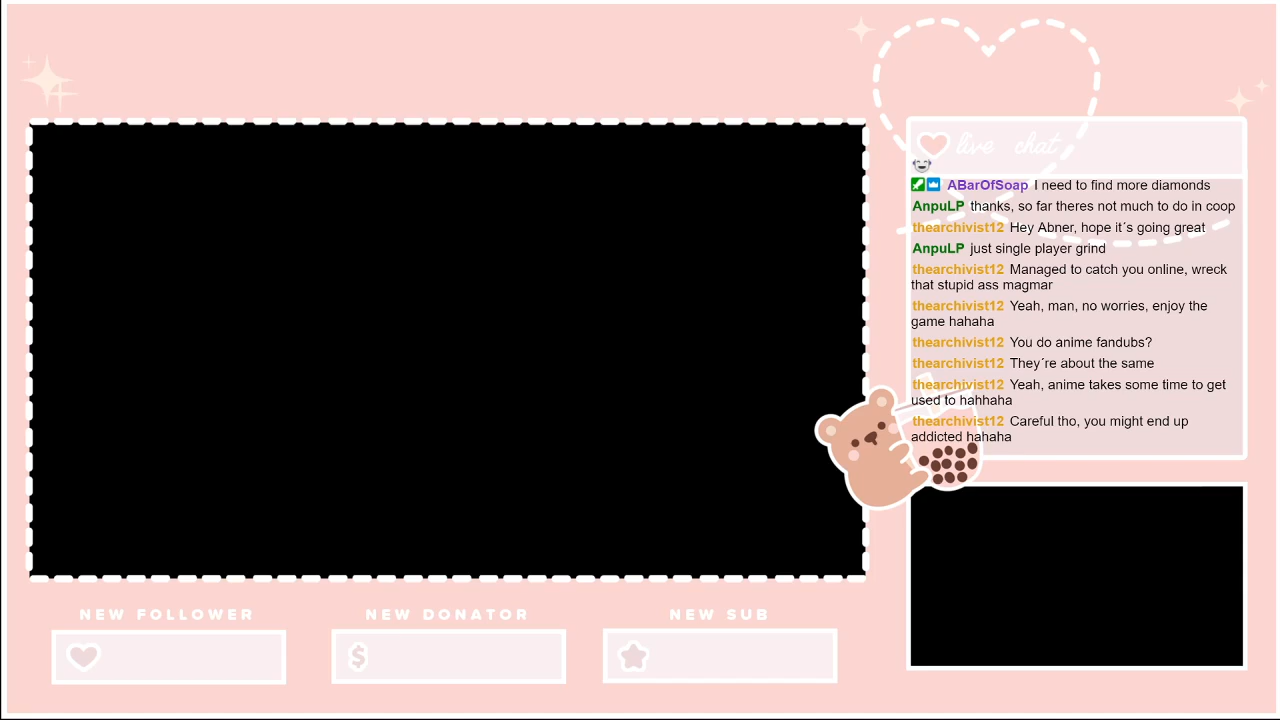 live chat
ABarOfSoap I need to find more diamonds
AnpuLP thanks, so far theres not much to do in coop
thearchivist12 Hey Abner, hope it´s going great
AnpuLP just single player grind
thearchivist12 Managed to catch you online, wreck
that stupid ass magmar
thearchivist12 Yeah, man, no worries, enjoy the
game hahaha
thearchivist12 You do anime fandubs?
thearchivist12 They´re about the same
thearchivist12 Yeah, anime takes some time to get
used to hahhaha
thearchivist12 Careful tho, you might end up
addicted hahaha
NEW FOLLOWER
NEW DONATOR
NEW SUB
$